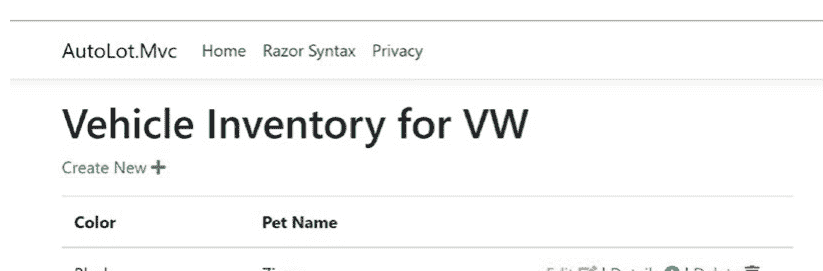 AutoLot.Mvc Home Razor Syntax Privacy
Vehicle Inventory for VW
Create New
Color Pet Name